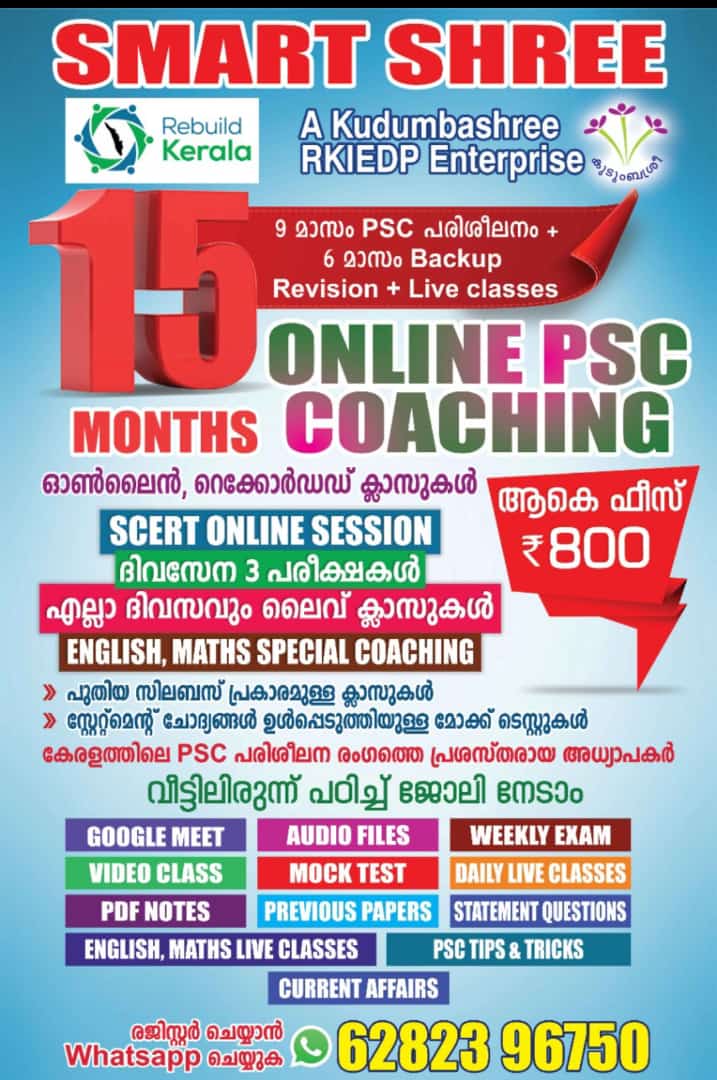 SMART SHREE
Rebuild
Kerala
A Kudumbashree
RKIEDP Enterprise
കുടുംബശ്രീ
15
9 മാസം PSC പരിശീലനം +
6 മാസം Backup
Revision + Live classes
ONLINE PSC
MONTHS COACHING
ഓൺലൈൻ, റെക്കോർഡഡ് ക്ലാസുകൾ
ആകെ ഫീസ്
₹800
SCERT ONLINE SESSION
ദിവസേന 3 പരീക്ഷകൾ
എല്ലാ ദിവസവും ലൈവ് ക്ലാസുകൾ
ENGLISH, MATHS SPECIAL COACHING
» പുതിയ സിലബസ് പ്രകാരമുള്ള ക്ലാസുകൾ
» സ്റ്റേറ്റ്മെന്റ് ചോദ്യങ്ങൾ ഉൾപ്പെടുത്തിയുള്ള മോക്ക് ടെസ്റ്റുകൾ
കേരളത്തിലെ PSC പരിശീലന രംഗത്തെ പ്രശസ്തരായ അധ്യാപകർ
വീട്ടിലിരുന്ന് പഠിച്ച് ജോലി നേടാം
GOOGLE MEET AUDIO FILES WEEKLY EXAM
VIDEO CLASS MOCK TEST DAILY LIVE CLASSES
PDF NOTES PREVIOUS PAPERS STATEMENT QUESTIONS
ENGLISH, MATHS LIVE CLASSES PSC TIPS & TRICKS
CURRENT AFFAIRS
രജിസ്റ്റർ ചെയ്യാൻ
Whatsapp ചെയ്യുക 62823 96750